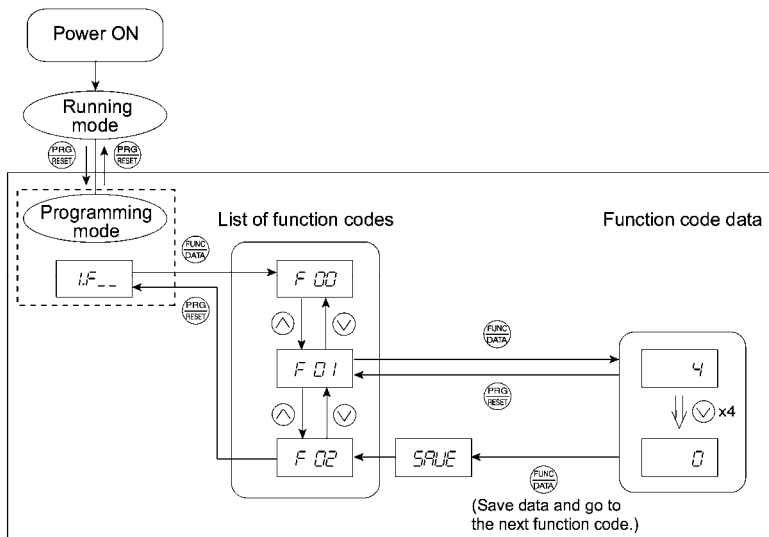 Power ON
Running
mode
PRG
RESET
PRG
RESET
Programming
mode
1.F__
List of function codes
Function code data
FUNC
DATA
PRG
RESET
F 00
F 01
F 02
FUNC
DATA
PRG
RESET
4
x4
0
SAVE
FUNC
DATA
(Save data and go to
the next function code.)